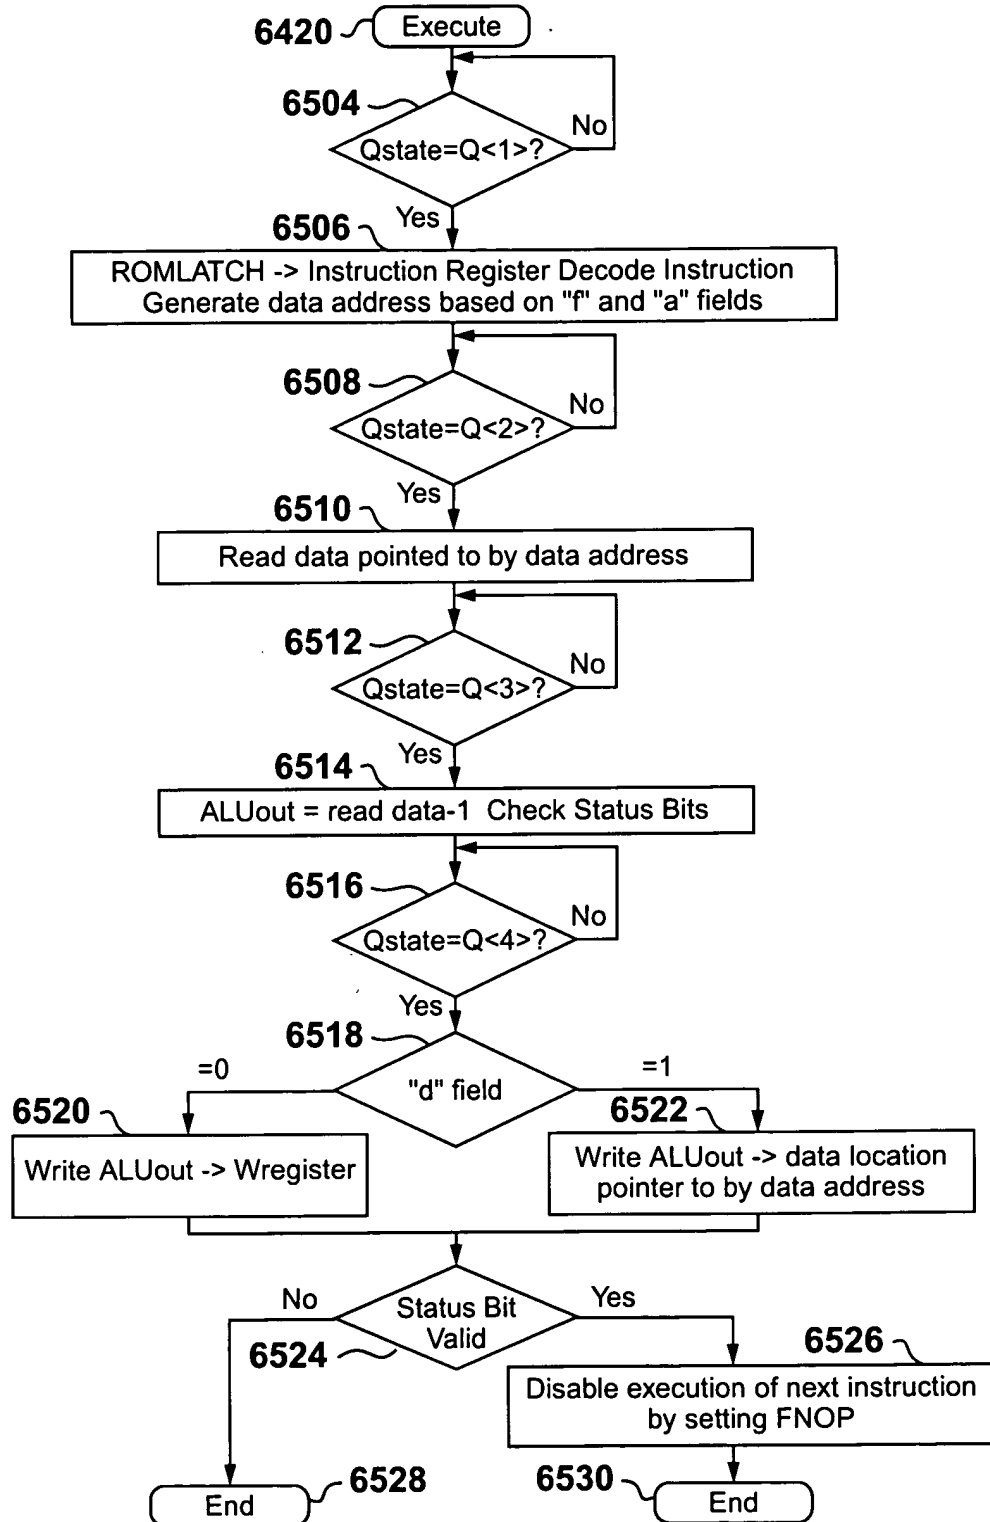 6420
Execute
6504
No
Qstate=Q<1>?
Yes
6506
ROMLATCH -> Instruction Register Decode Instruction
Generate data address based on "f" and "a" fields
6508
No
Qstate=Q<2>?
Yes
6510
Read data pointed to by data address
6512
No
Qstate=Q<3>?
Yes
6514
ALUout = read data-1 Check Status Bits
6516
No
Qstate=Q<4>?
Yes
6518
=0
"d" field
=1
6520
Write ALUout -> Wregister
6522
Write ALUout -> data location
pointer to by data address
No
Status Bit
Valid
Yes
6524
6526
Disable execution of next instruction
by setting FNOP
End
6528
6530
End